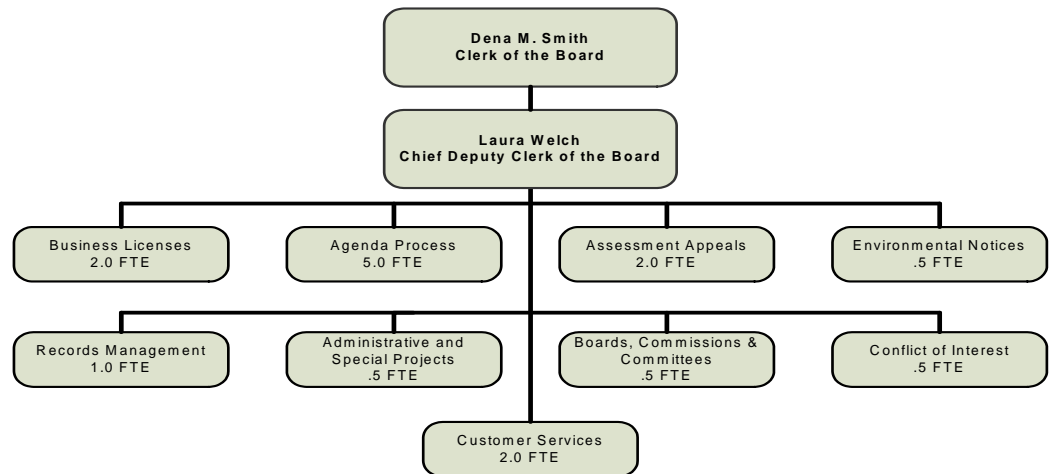 Dena M. Smith
Clerk of the Board
Laura Welch
Chief Deputy Clerk of the Board
Business Licenses
2.0 FTE
Agenda Process
5.0 FTE
Assessment Appeals
2.0 FTE
Environmental Notices
.5 FTE
Records Management
1.0 FTE
Administrative and
Special Projects
.5 FTE
Boards, Commissions &
Committees
.5 FTE
Conflict of Interest
.5 FTE
Customer Services
2.0 FTE